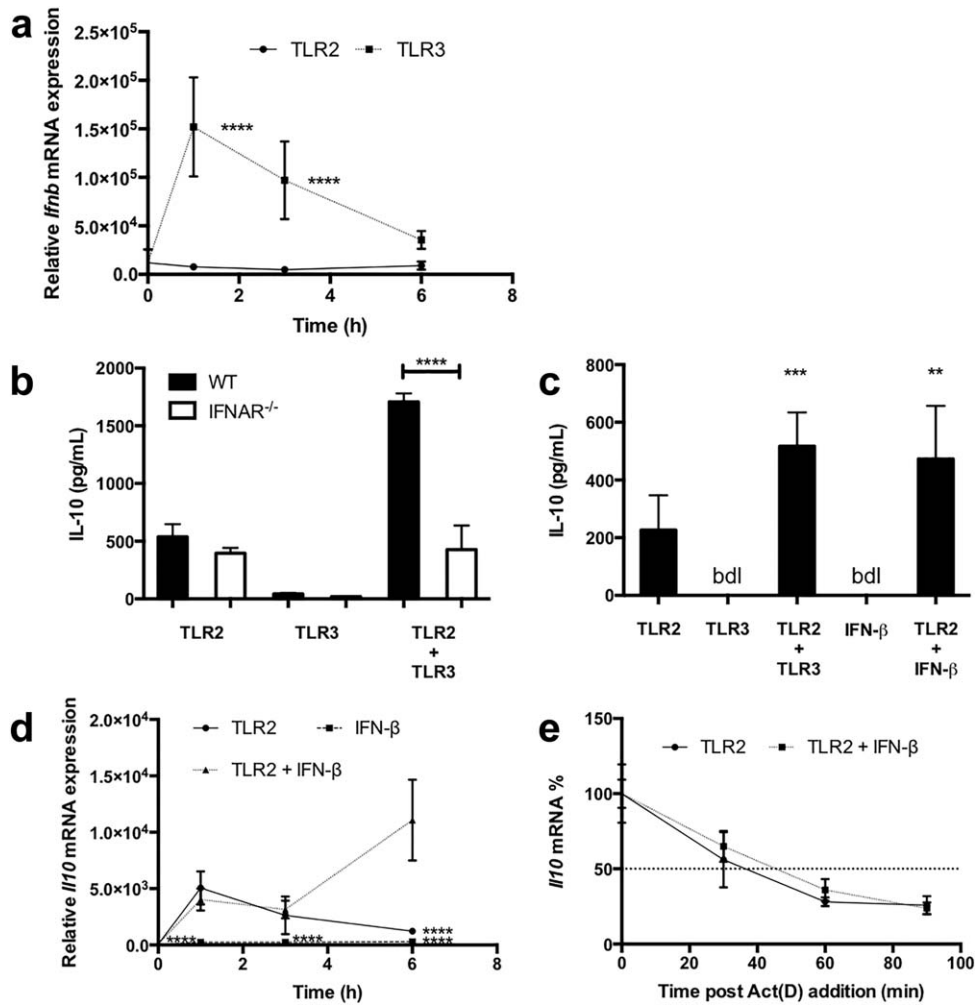 a
TLR2 TLR3
Relative Ifnb mRNA expression
2.5×10⁵
2.0×10⁵
1.5×10⁵
1.0×10⁵
5.0×10⁴
0.0
**** ****
0 2 4 6 8
Time (h)
b
WT
IFNAR-/-
IL-10 (pg/mL)
2000
1500
1000
500
0
****
TLR2 TLR3 TLR2
+
TLR3
c
IL-10 (pg/mL)
800
600
400
200
0
bdl *** bdl **
TLR2 TLR3 TLR2 IFN-β TLR2
+ +
TLR3 IFN-β
d
TLR2 IFN-β
TLR2 + IFN-β
Relative Il10 mRNA expression
2.0×10⁴
1.5×10⁴
1.0×10⁴
5.0×10³
0.0
**** **** ****
****
0 2 4 6 8
Time (h)
e
TLR2 TLR2 + IFN-β
Il10 mRNA %
150
100
50
0
0 20 40 60 80 100
Time post Act(D) addition (min)